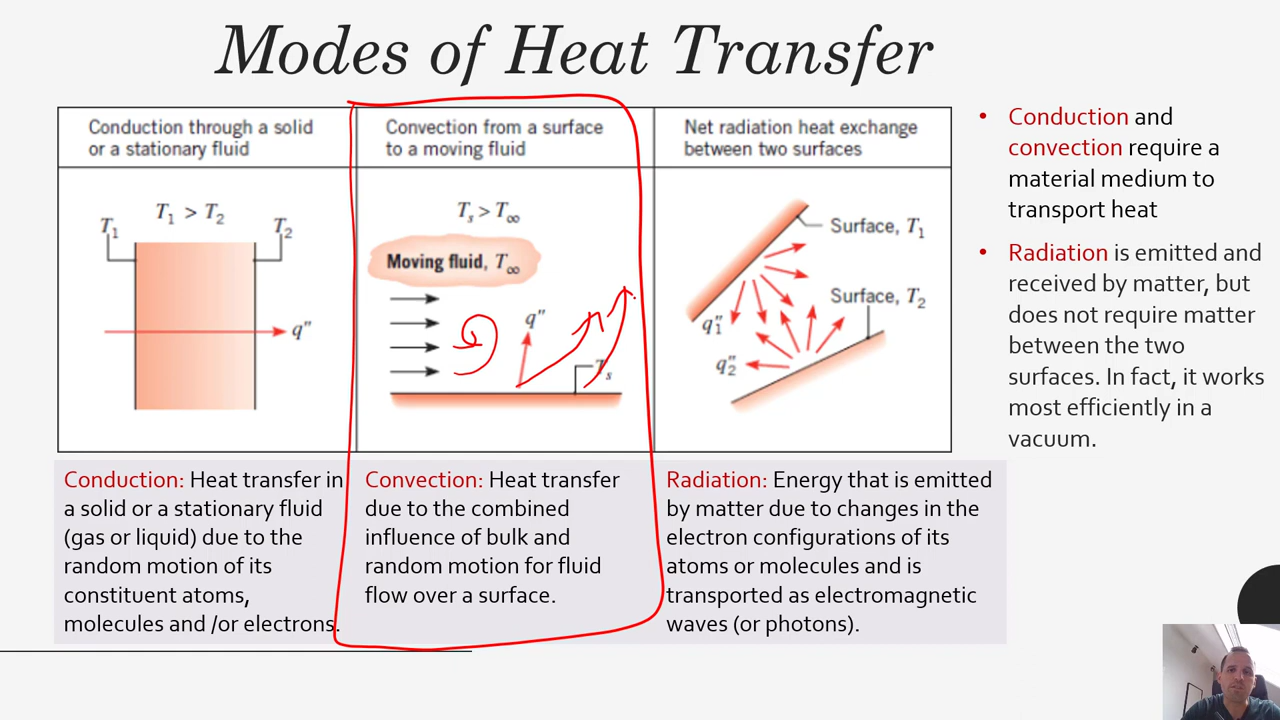 Modes of Heat Transfer
Conduction through a solid
or a stationary fluid
T₁ > T₂
T₁
T₂
q"
Convection from a surface
to a moving fluid
Tₛ > T∞
Moving fluid, T∞
q"
Tₛ
Net radiation heat exchange
between two surfaces
Surface, T₁
Surface, T₂
q₁"
q₂"
Conduction: Heat transfer in
a solid or a stationary fluid
(gas or liquid) due to the
random motion of its
constituent atoms,
molecules and /or electrons.
Convection: Heat transfer
due to the combined
influence of bulk and
random motion for fluid
flow over a surface.
Radiation: Energy that is emitted
by matter due to changes in the
electron configurations of its
atoms or molecules and is
transported as electromagnetic
waves (or photons).
• Conduction and
convection require a
material medium to
transport heat
• Radiation is emitted and
received by matter, but
does not require matter
between the two
surfaces. In fact, it works
most efficiently in a
vacuum.